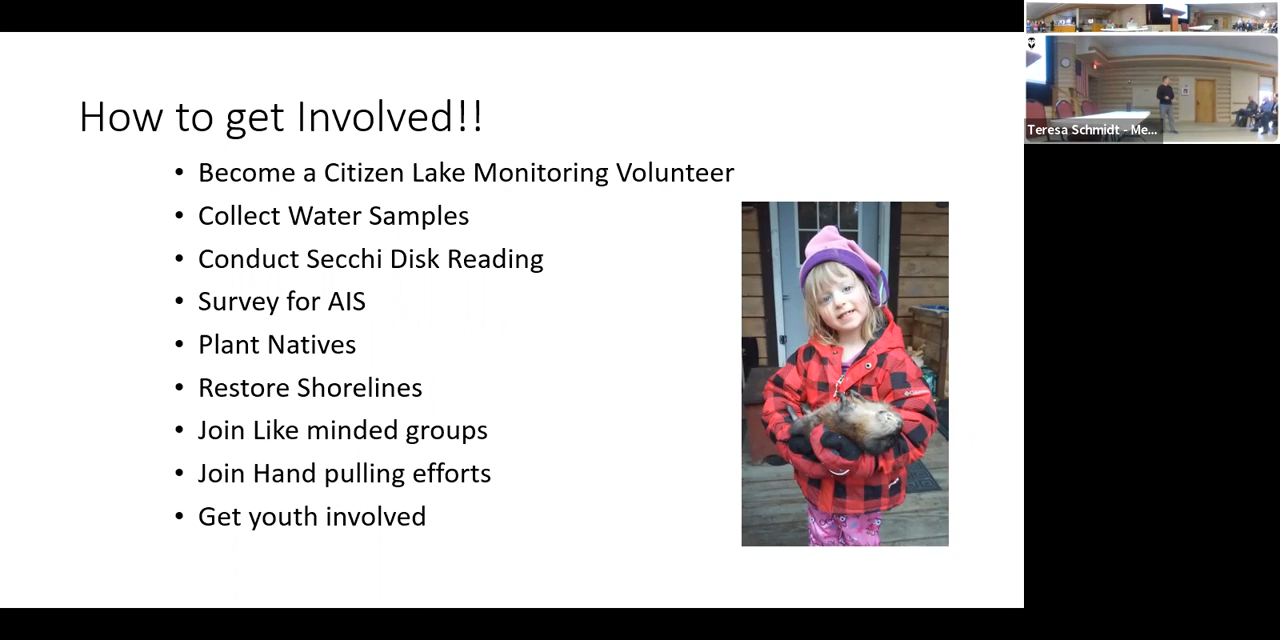 How to get Involved!!
• Become a Citizen Lake Monitoring Volunteer
• Collect Water Samples
• Conduct Secchi Disk Reading
• Survey for AIS
• Plant Natives
• Restore Shorelines
• Join Like minded groups
• Join Hand pulling efforts
• Get youth involved
Teresa Schmidt - Me...